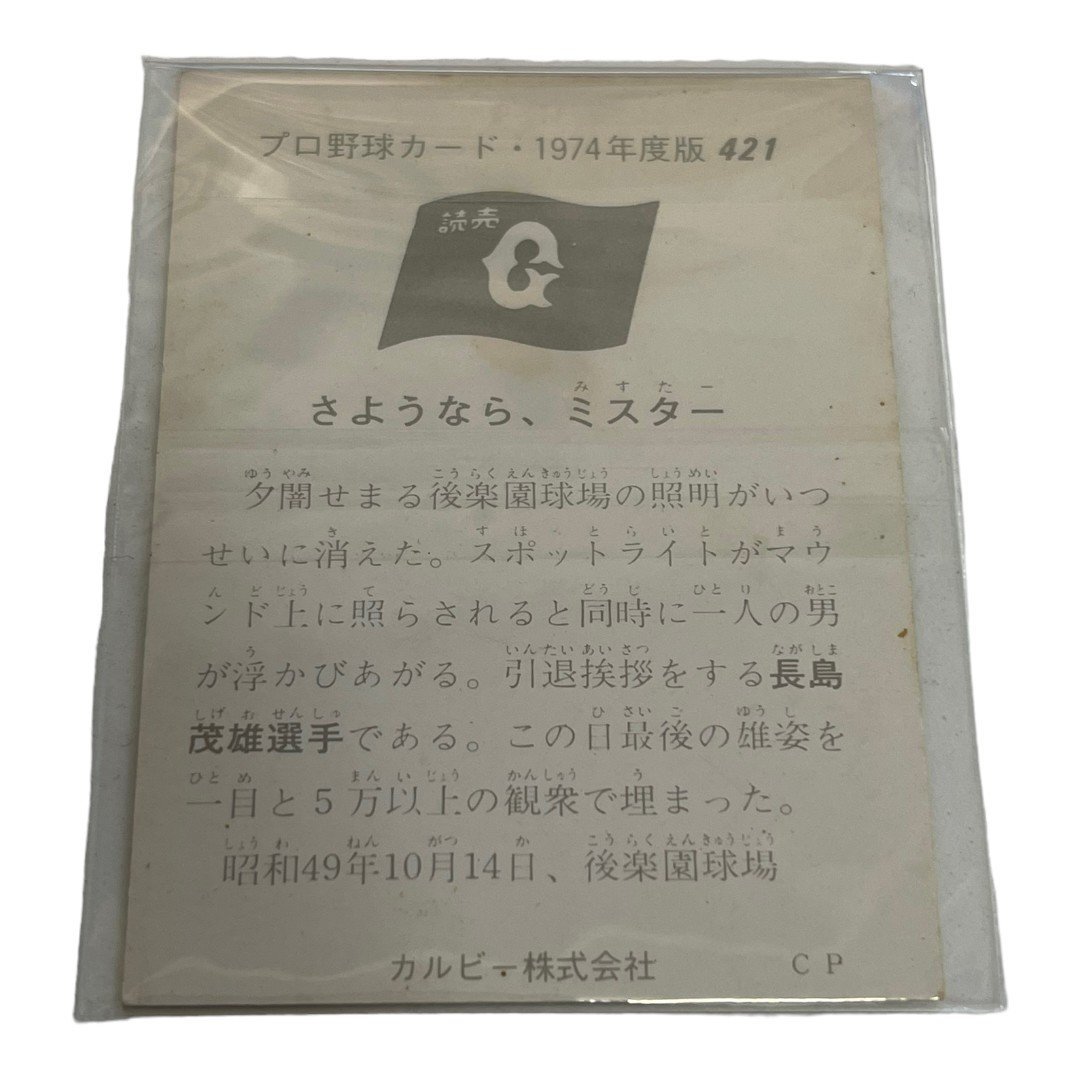 プロ野球カード・1974年度版 421
読売
G
みすたー
さようなら、ミスター
ゆうやみ こうらくえんきゅうじょう しょうめい
夕闇せまる後楽園球場の照明がいつ
き すぽっとらいと まう
せいに消えた。スポットライトがマウ
んどじょう て どうじ ひとり おとこ
ンド上に照らされると同時に一人の男
う いんたいあいさつ ながしま
が浮かびあがる。引退挨拶をする長島
しげおせんしゅ ひさいご ゆうし
茂雄選手である。この日最後の雄姿を
ひとめ まんいじょう かんしゅう う
一目と5万以上の観衆で埋まった。
しょうわ ねん がつ か こうらくえんきゅうじょう
昭和49年10月14日、後楽園球場
カルビー株式会社 CP